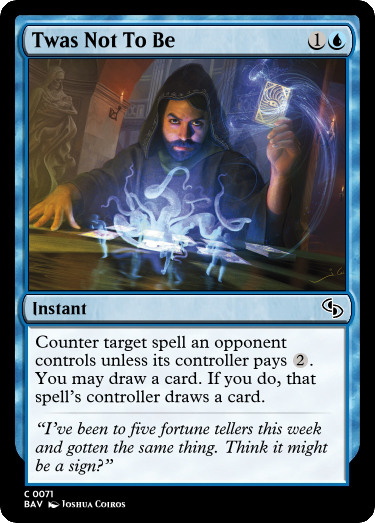 Twas Not To Be
1
Instant
Counter target spell an opponent
controls unless its controller pays 2.
You may draw a card. If you do, that
spell's controller draws a card.
“I've been to five fortune tellers this week
and gotten the same thing. Think it might
be a sign?”
C 0071
BAV Joshua Coiros